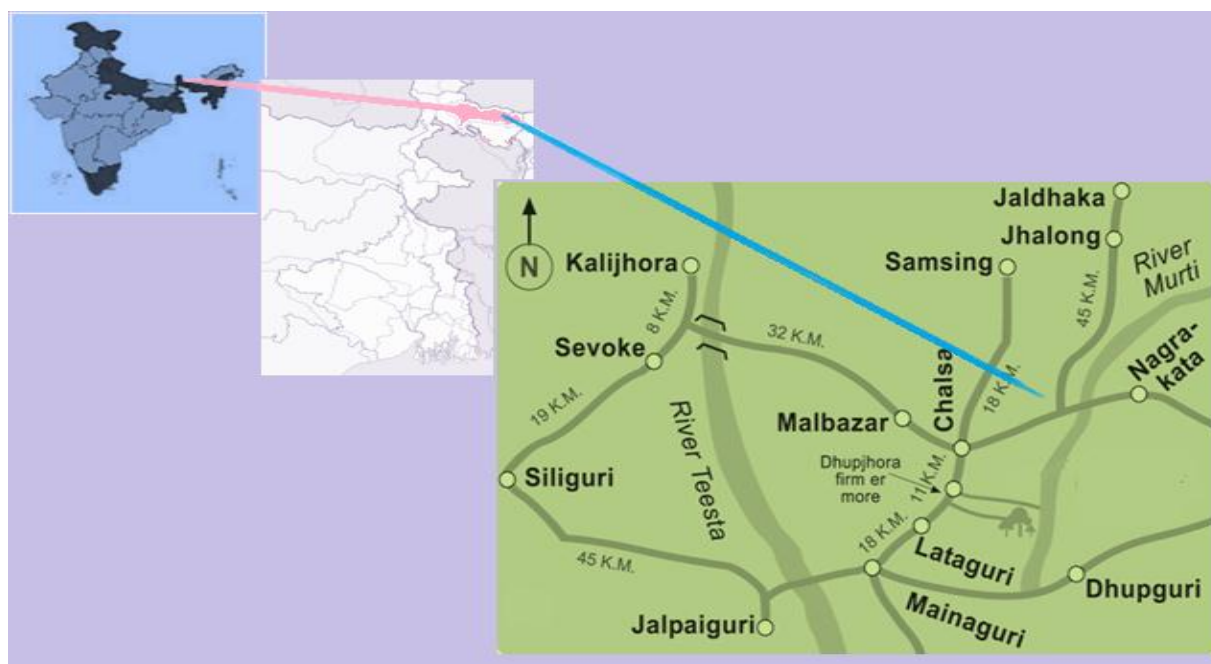 Jaldhaka
Jhalong
River
Murti
N
Kalijhora
Samsing
45 K.M.
8 K.M.
32 K.M.
Sevoke
Chalsa
18 K.M.
Nagra-
kata
19 K.M.
Malbazar
River Teesta
Siliguri
Dhupjhora
firm er
more
11 K.M.
18 K.M.
45 K.M.
Lataguri
Dhupguri
Mainaguri
Jalpaiguri